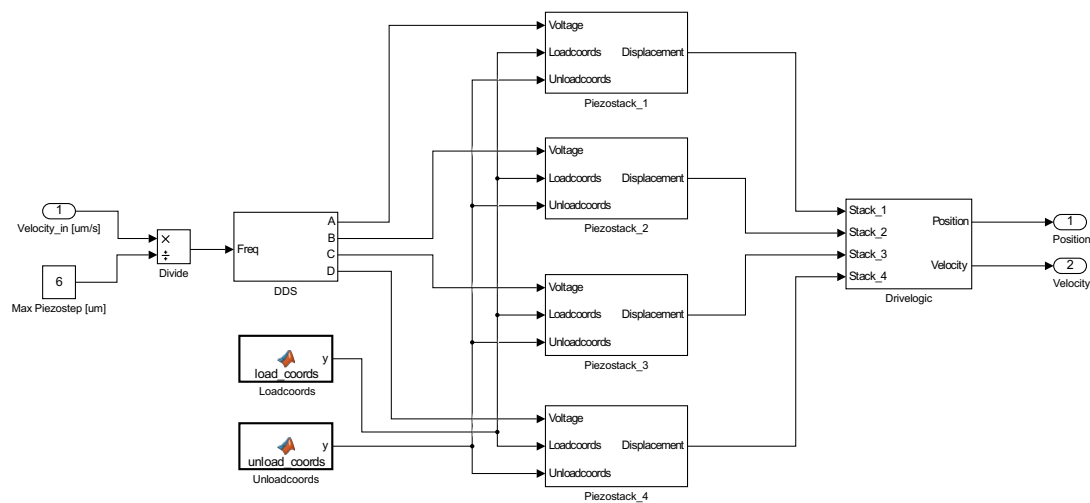 Voltage
Loadcoords
Displacement
Unloadcoords
Piezostack_1
Voltage
Loadcoords
Displacement
Unloadcoords
Piezostack_2
1
Velocity_in [um/s]
×
÷
Divide
6
Max Piezostep [um]
Freq
A
B
C
D
DDS
Stack_1
Stack_2
Stack_3
Stack_4
Position
Velocity
Drivelogic
1
Position
2
Velocity
Voltage
Loadcoords
Displacement
Unloadcoords
Piezostack_3
y
load_coords
Loadcoords
y
unload_coords
Unloadcoords
Voltage
Loadcoords
Displacement
Unloadcoords
Piezostack_4